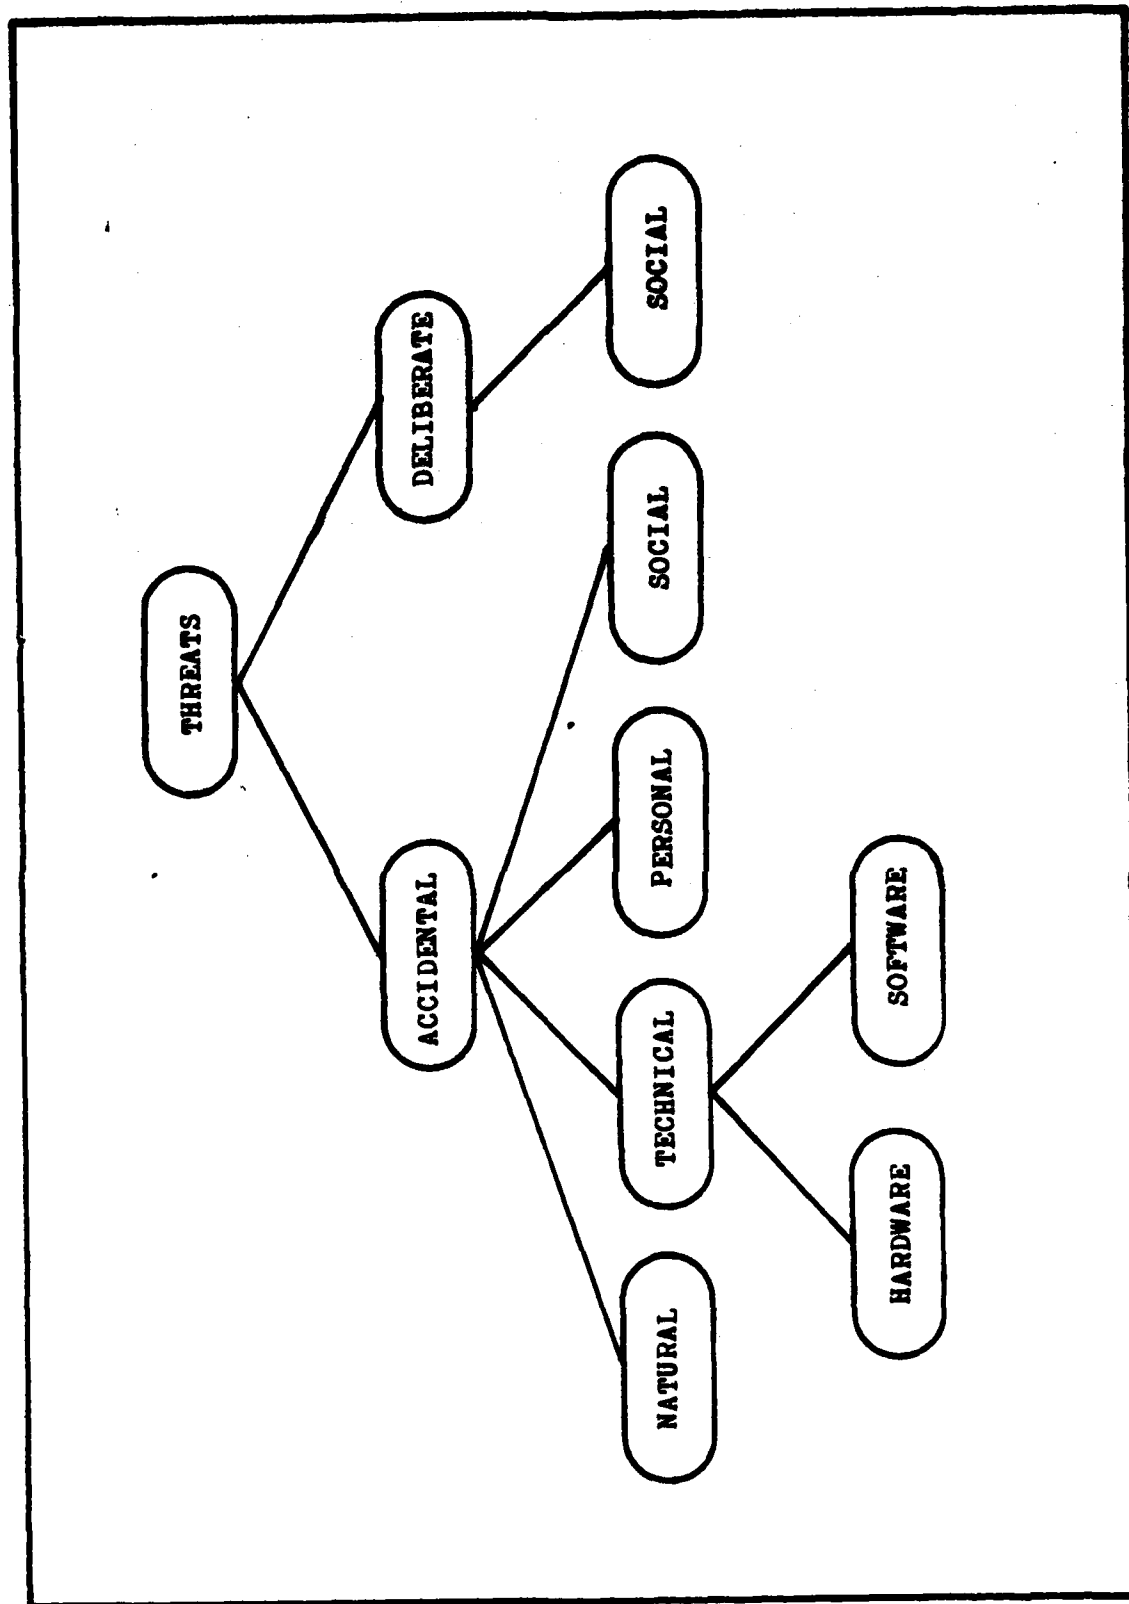 THREATS
ACCIDENTAL
DELIBERATE
NATURAL
TECHNICAL
PERSONAL
SOCIAL
SOCIAL
HARDWARE
SOFTWARE